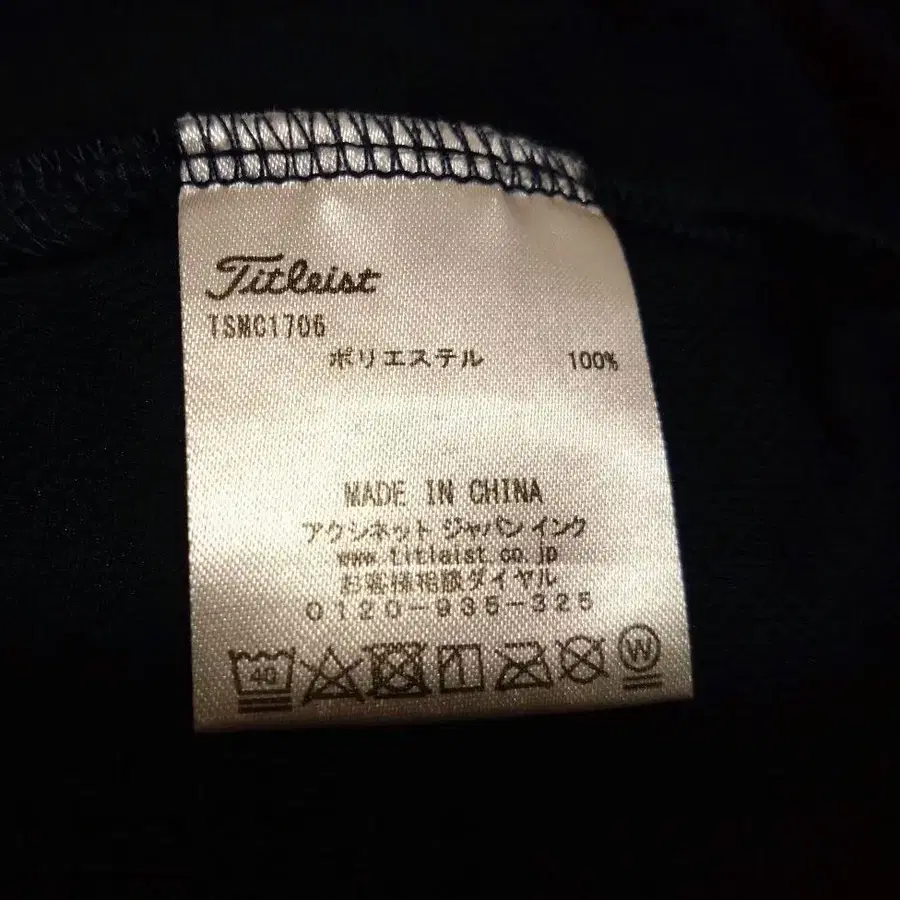 Titleist
TSMC1706
ポリエステル 100%
MADE IN CHINA
アクシネット ジャパン インク
www.titleist.co.jp
お客様相談ダイヤル
0120-935-325
40 W